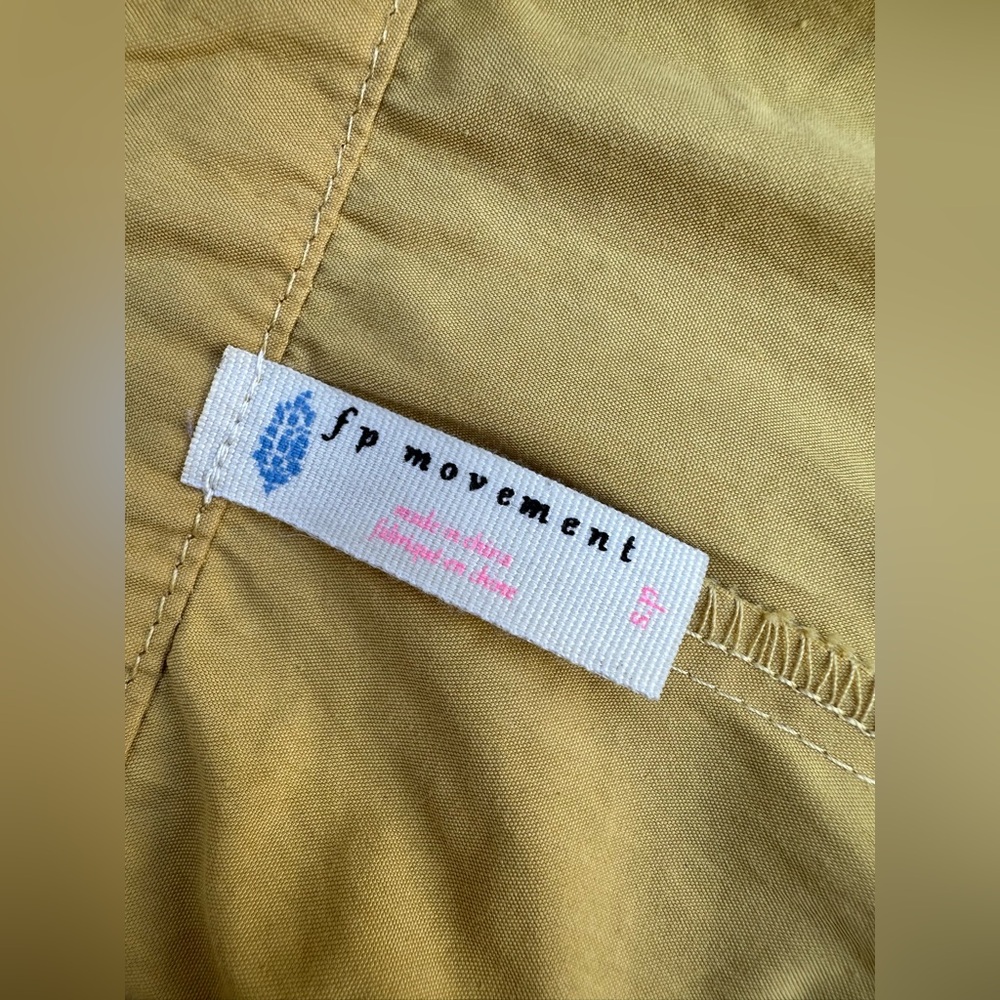 fp movement
made in china
fabriqué en chine
s/p